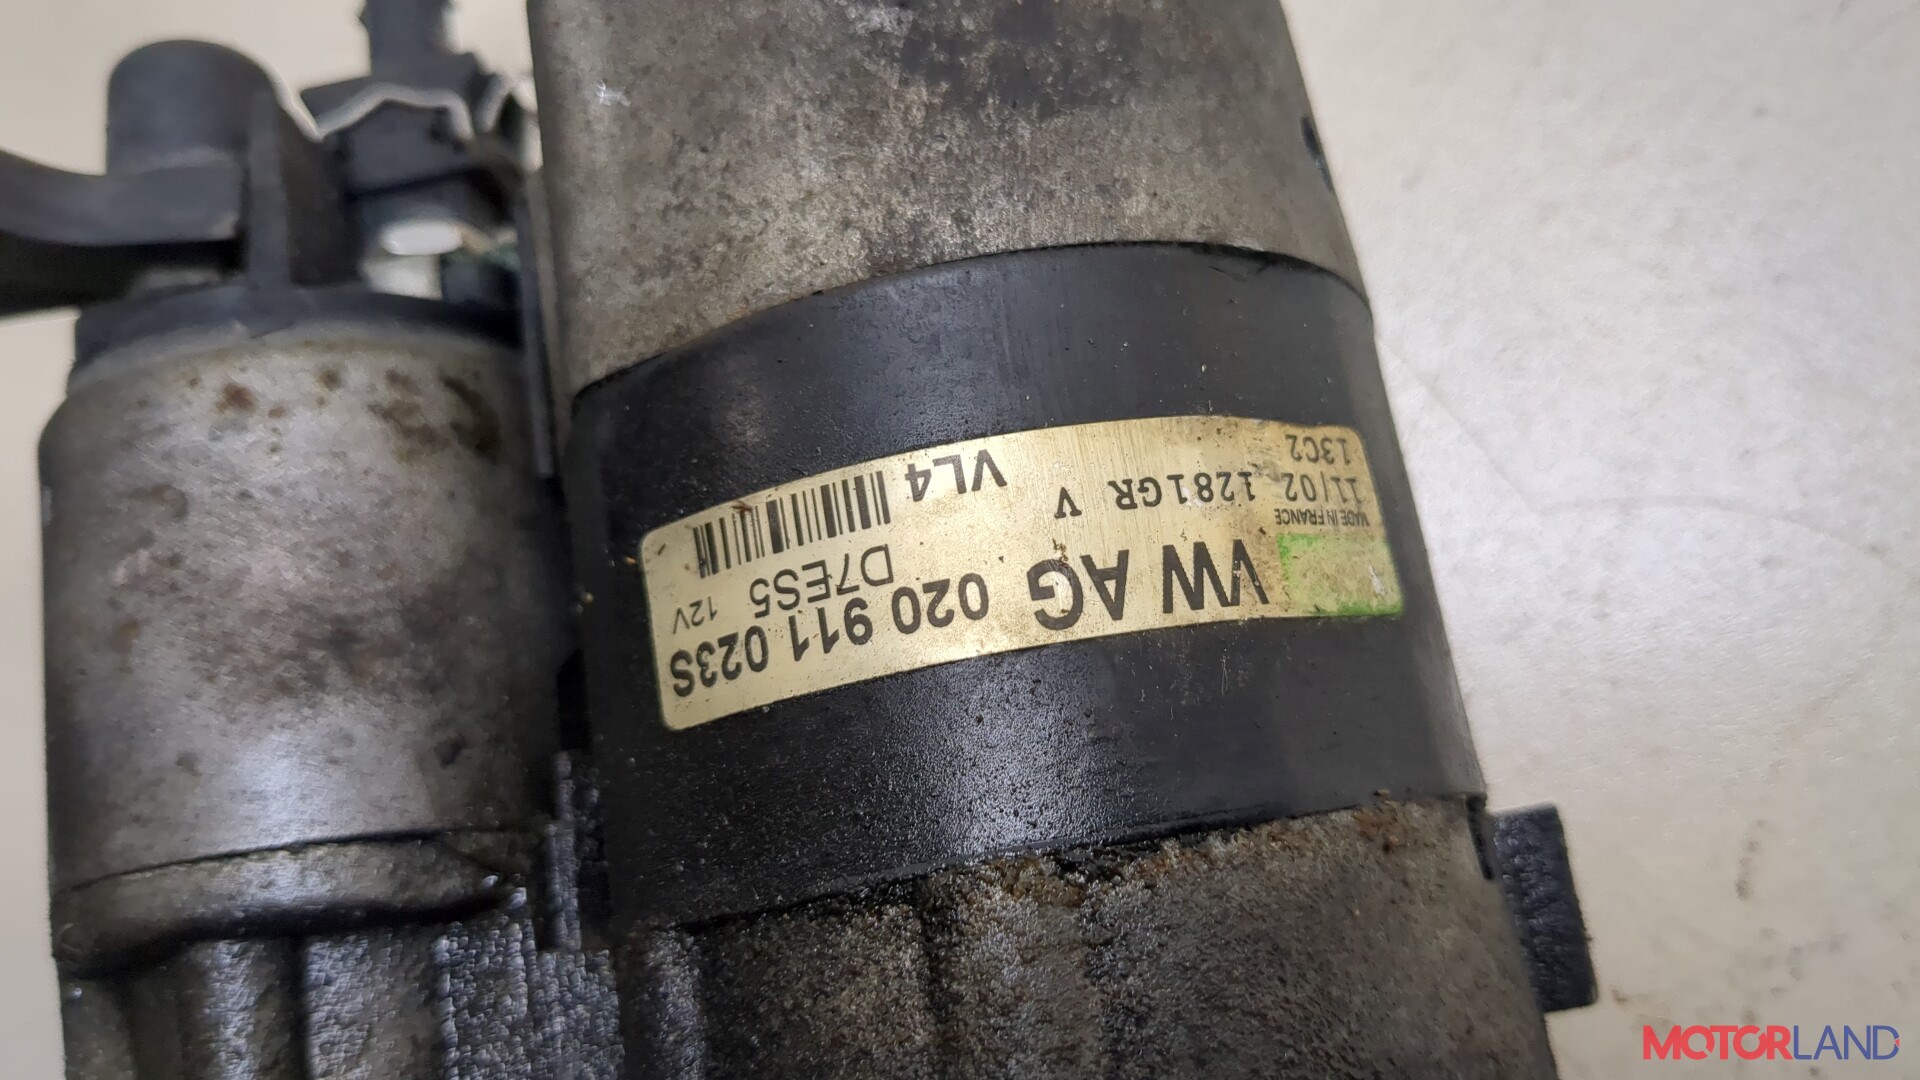 VW AG 020 911 023S
MADE IN FRANCE
D7ES5 12V
11/02 1281GR V
13C2
VL4
MOTORLAND